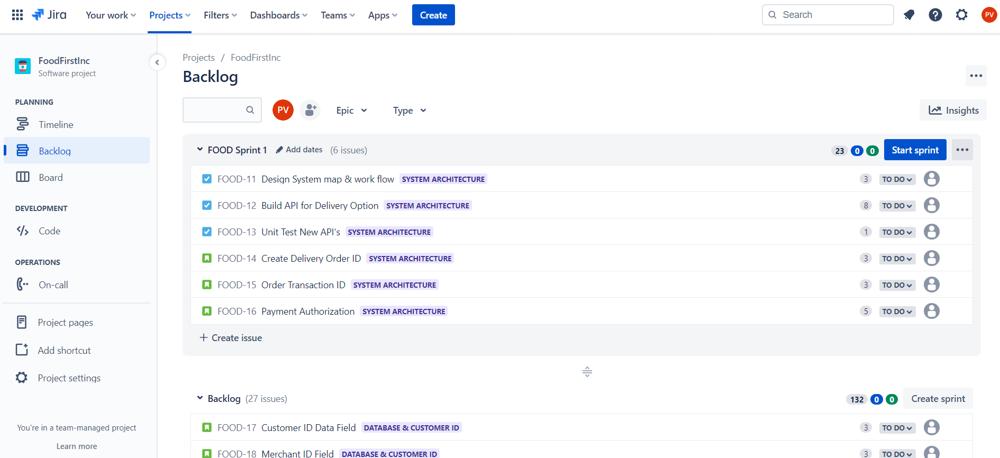 Jira Your work Projects Filters Dashboards Teams Apps Create Search PV
FoodFirstInc
Software project
PLANNING
Timeline
Backlog
Board
DEVELOPMENT
Code
OPERATIONS
On-call
Project pages
Add shortcut
Project settings
You're in a team-managed project
Learn more
Projects / FoodFirstInc
Backlog
PV Epic Type Insights
FOOD Sprint 1 Add dates (6 issues) 23 0 0 Start sprint
FOOD-11 Design System map & work flow SYSTEM ARCHITECTURE 3 TO DO
FOOD-12 Build API for Delivery Option SYSTEM ARCHITECTURE 8 TO DO
FOOD-13 Unit Test New API's SYSTEM ARCHITECTURE 1 TO DO
FOOD-14 Create Delivery Order ID SYSTEM ARCHITECTURE 3 TO DO
FOOD-15 Order Transaction ID SYSTEM ARCHITECTURE 3 TO DO
FOOD-16 Payment Authorization SYSTEM ARCHITECTURE 5 TO DO
Create issue
Backlog (27 issues) 132 0 0 Create sprint
FOOD-17 Customer ID Data Field DATABASE & CUSTOMER ID 3 TO DO
FOOD-18 Merchant ID Field DATABASE & CUSTOMER ID 3 TO DO